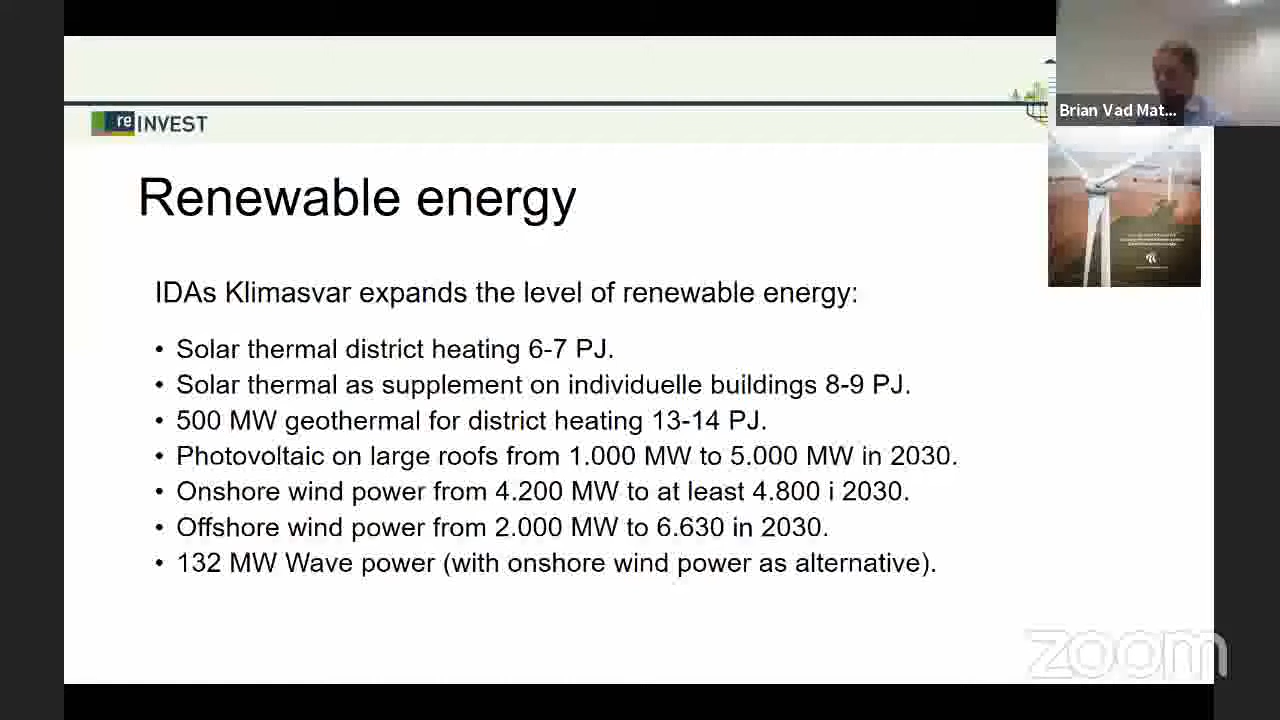 re INVEST
Brian Vad Mat...
Renewable energy
IDAs Klimasvar expands the level of renewable energy:
• Solar thermal district heating 6-7 PJ.
• Solar thermal as supplement on individuelle buildings 8-9 PJ.
• 500 MW geothermal for district heating 13-14 PJ.
• Photovoltaic on large roofs from 1.000 MW to 5.000 MW in 2030.
• Onshore wind power from 4.200 MW to at least 4.800 i 2030.
• Offshore wind power from 2.000 MW to 6.630 in 2030.
• 132 MW Wave power (with onshore wind power as alternative).
zoom